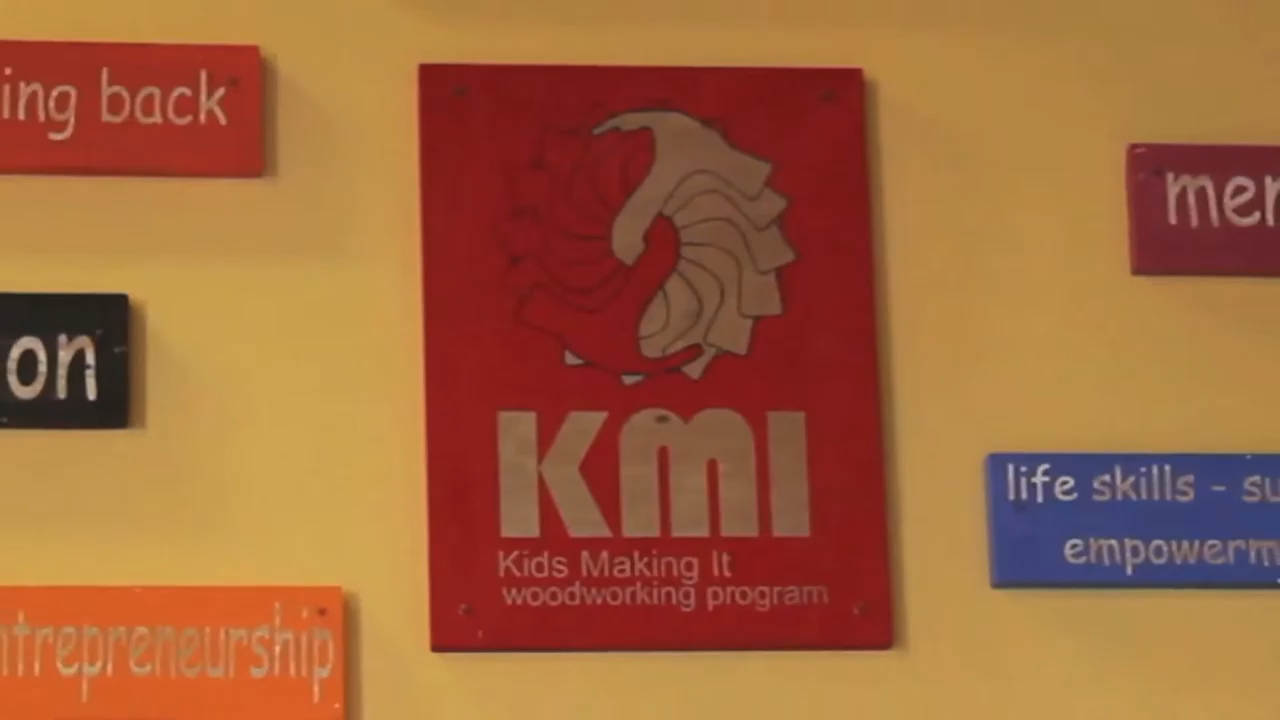 ing back
on
ntrepreneurship
KMI
Kids Making It
woodworking program
mer
life skills - su
empowerm